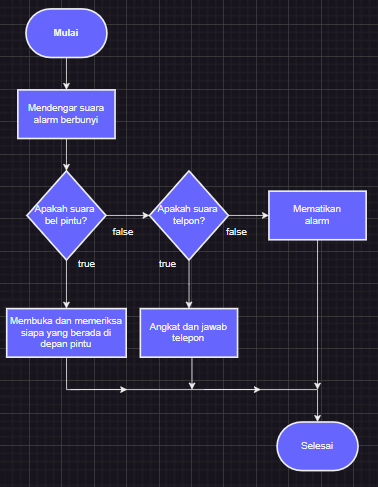 Mulai
Mendengar suara
alarm berbunyi
Apakah suara
bel pintu?
Apakah suara
telpon?
Mematikan
alarm
false
false
true
true
Membuka dan memeriksa
siapa yang berada di
depan pintu
Angkat dan jawab
telepon
Selesai